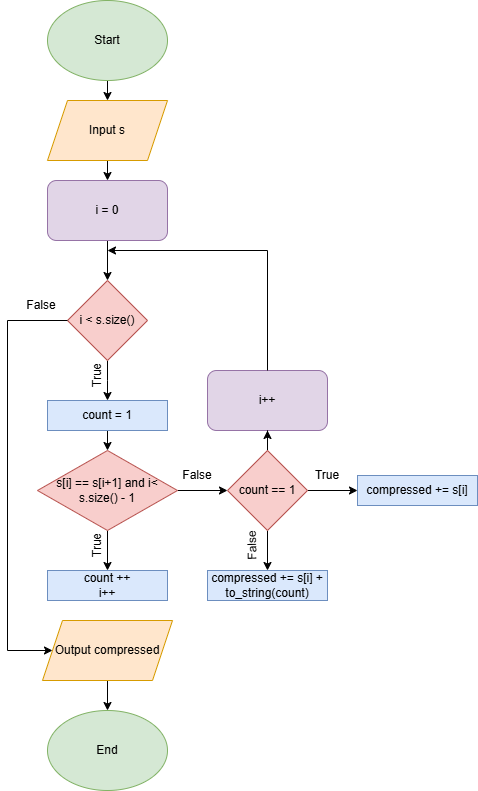 Start
Input s
i = 0
False
i < s.size()
True
count = 1
i++
s[i] == s[i+1] and i<
s.size() - 1
False
count == 1
True
compressed += s[i]
True
False
count ++
i++
compressed += s[i] +
to_string(count)
Output compressed
End